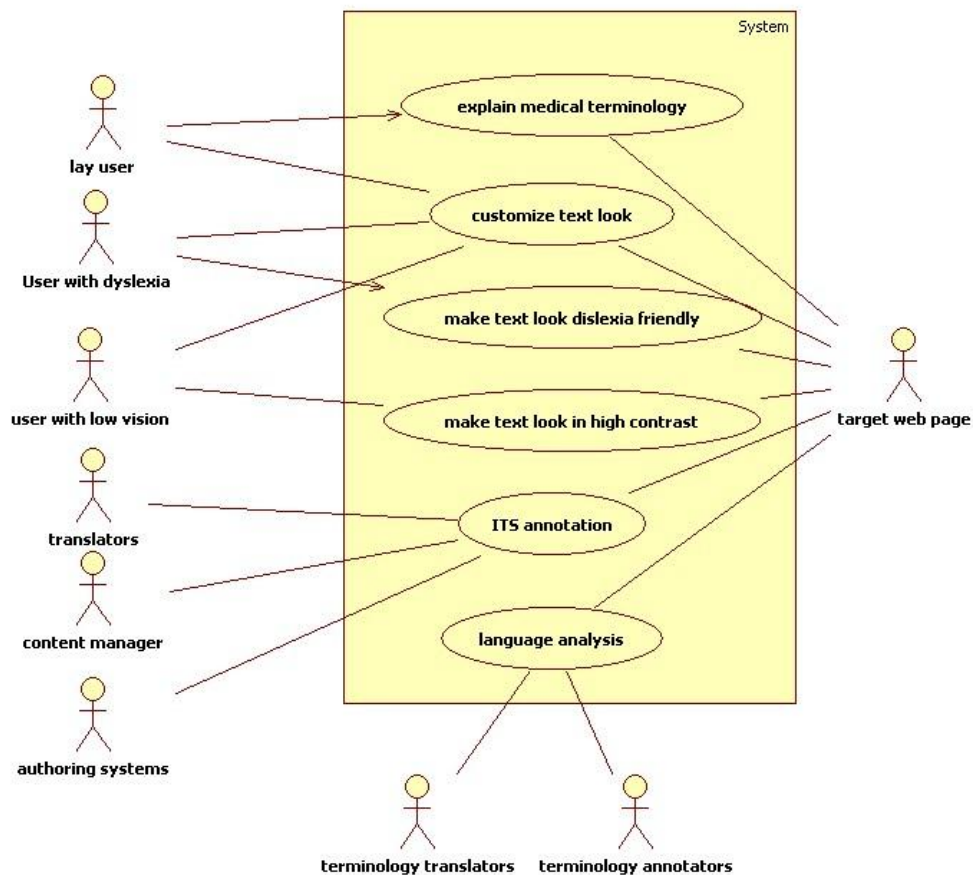 System
explain medical terminology
lay user
customize text look
User with dyslexia
make text look dislexia friendly
user with low vision
make text look in high contrast
target web page
translators
ITS annotation
content manager
language analysis
authoring systems
terminology translators
terminology annotators